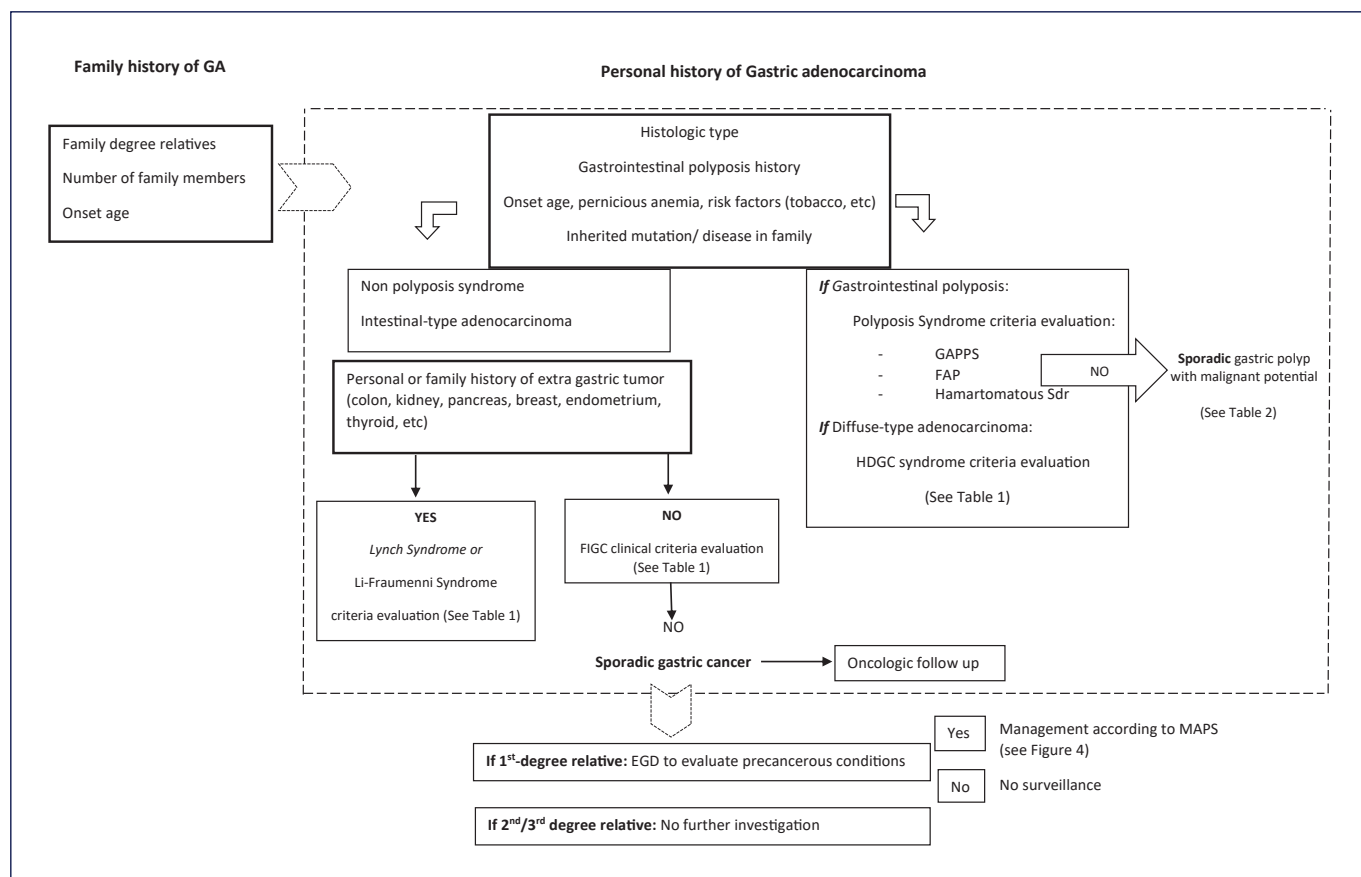 Family history of GA
Personal history of Gastric adenocarcinoma
Family degree relatives
Number of family members
Onset age
Histologic type
Gastrointestinal polyposis history
Onset age, pernicious anemia, risk factors (tobacco, etc)
Inherited mutation/ disease in family
Non polyposis syndrome
Intestinal-type adenocarcinoma
Personal or family history of extra gastric tumor
(colon, kidney, pancreas, breast, endometrium,
thyroid, etc)
YES
Lynch Syndrome or
Li-Fraumenni Syndrome
criteria evaluation (See Table 1)
NO
FIGC clinical criteria evaluation
(See Table 1)
NO
If Gastrointestinal polyposis:
Polyposis Syndrome criteria evaluation:
- GAPPS
- FAP
- Hamartomatous Sdr
If Diffuse-type adenocarcinoma:
HDGC syndrome criteria evaluation
(See Table 1)
NO
Sporadic gastric polyp
with malignant potential
(See Table 2)
Sporadic gastric cancer
Oncologic follow up
If 1st-degree relative: EGD to evaluate precancerous conditions
Yes
Management according to MAPS
(see Figure 4)
No
No surveillance
If 2nd/3rd degree relative: No further investigation